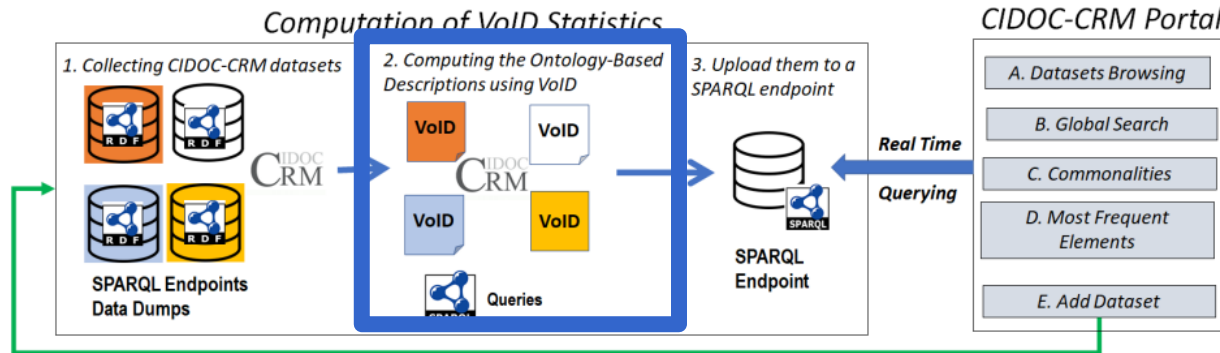 Computation of VoID Statistics
CIDOC-CRM Portal
1. Collecting CIDOC-CRM datasets
RDF
RDF
RDF
RDF
CIDOC
CRM
SPARQL Endpoints
Data Dumps
2. Computing the Ontology-Based
Descriptions using VoID
VoID
VoID
CIDOC
CRM
VoID
VoID
SPARQL
Queries
3. Upload them to a
SPARQL endpoint
SPARQL
SPARQL
Endpoint
Real Time
Querying
A. Datasets Browsing
B. Global Search
C. Commonalities
D. Most Frequent
Elements
E. Add Dataset